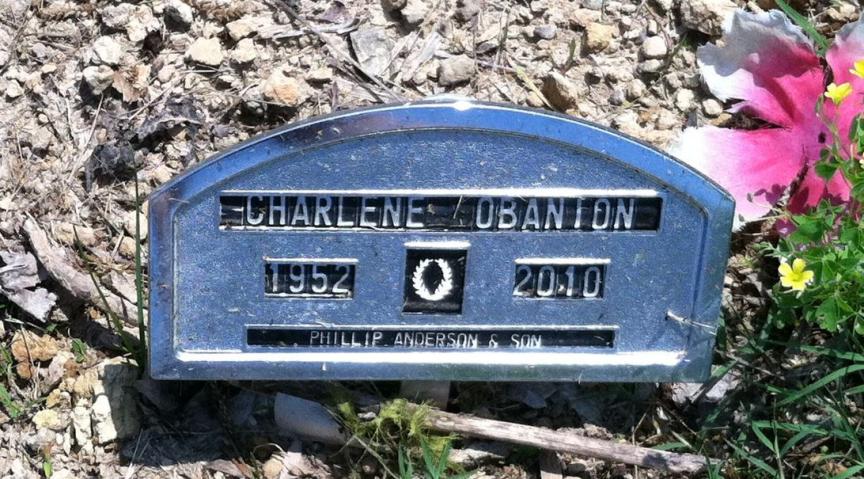 CHARLENE OBANION
1952 2010
PHILLIP ANDERSON & SON